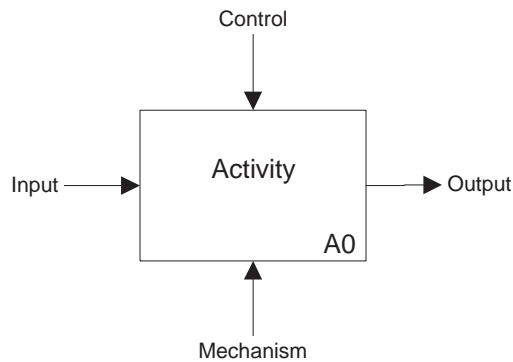 Control
Activity
Input
Output
A0
Mechanism